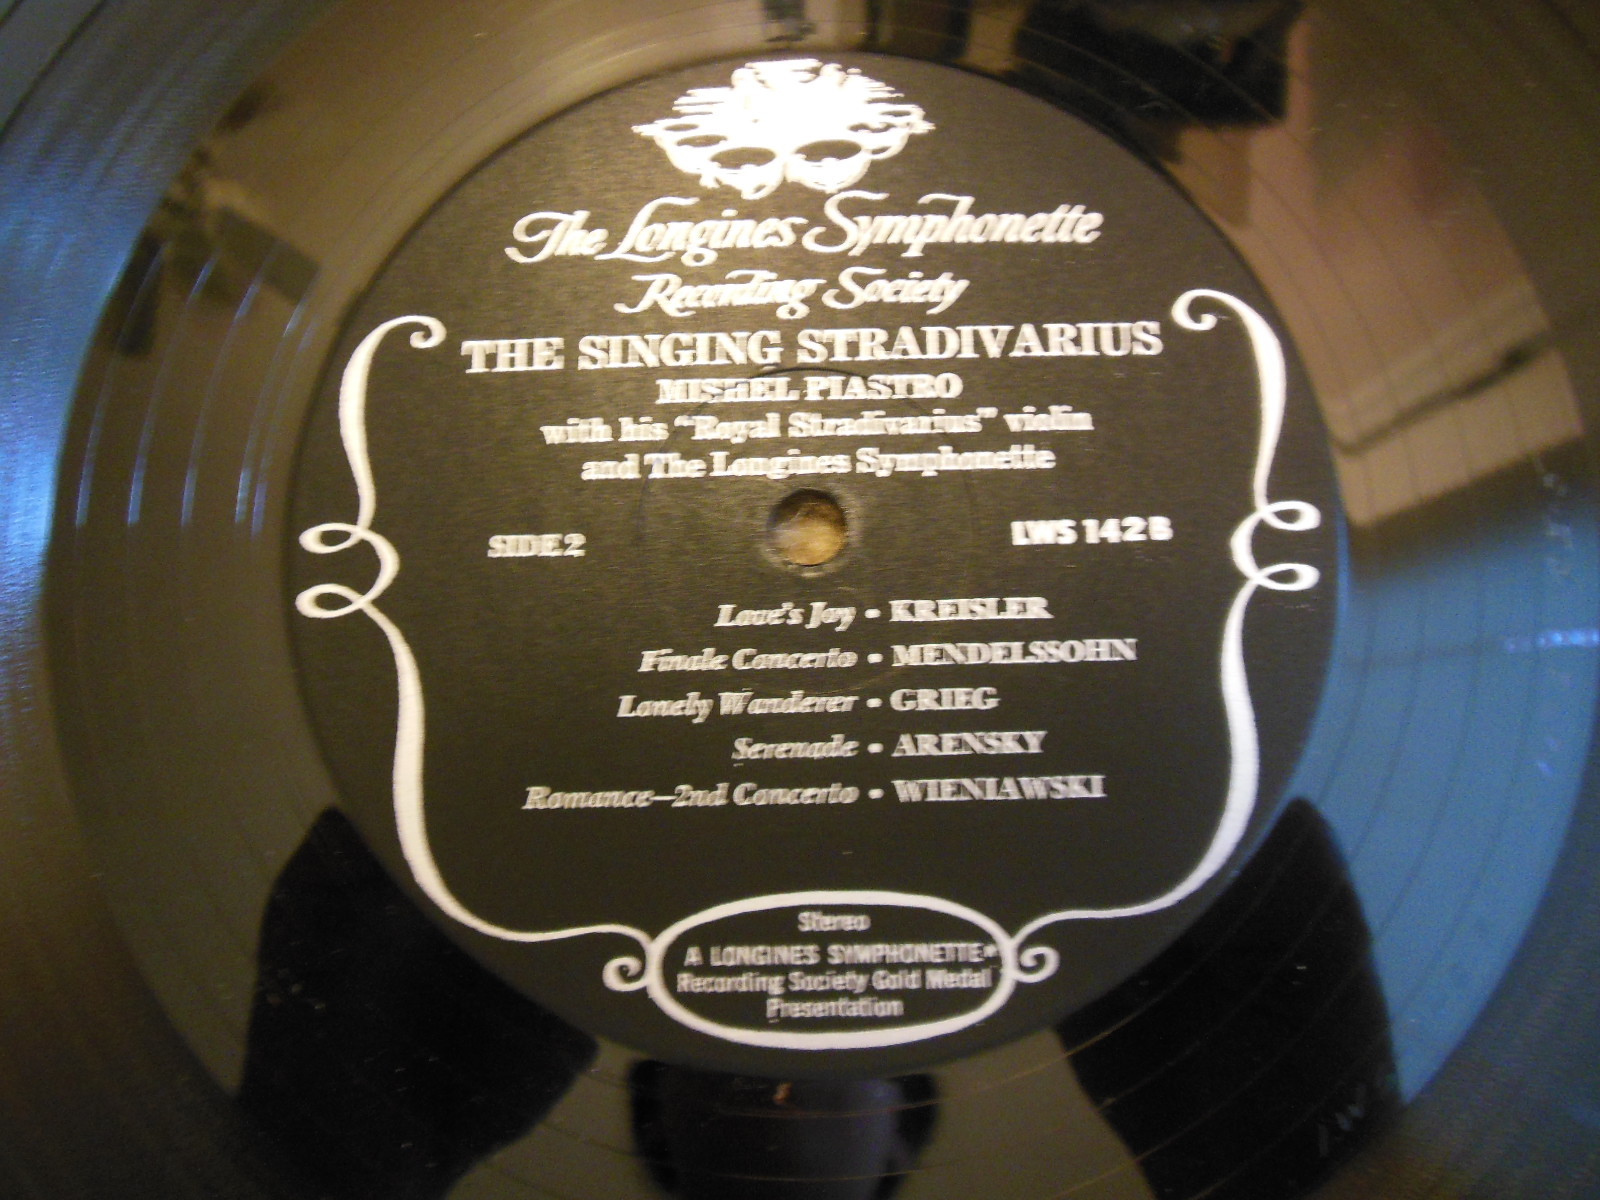 The Longines Symphonette
Recording Society
THE SINGING STRADIVARIUS
MISHEL PIASTRO
with his “Royal Stradivarius” violin
and The Longines Symphonette
SIDE 2 LWS 142 B
Love's Joy • KREISLER
Finale Concerto • MENDELSSOHN
Lonely Wanderer • GRIEG
Serenade • ARENSKY
Romance—2nd Concerto • WIENIAWSKI
Stereo
A LONGINES SYMPHONETTE®
Recording Society Gold Medal
Presentation